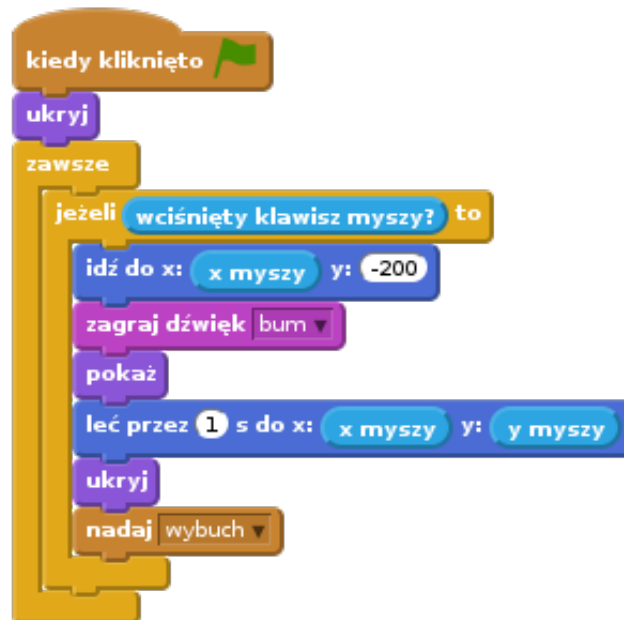 kiedy kliknięto
ukryj
zawsze
jeżeli wciśnięty klawisz myszy? to
idź do x: x myszy y: -200
zagraj dźwięk bum
pokaż
leć przez 1 s do x: x myszy y: y myszy
ukryj
nadaj wybuch